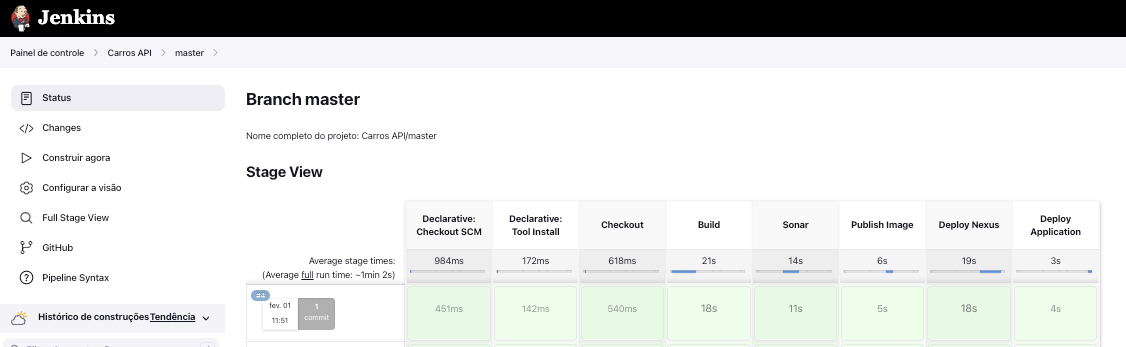 Jenkins
Painel de controle
Carros API
master
Status
Changes
Construir agora
Configurar a visão
Full Stage View
GitHub
Pipeline Syntax
Histórico de construções Tendência
Branch master
Nome completo do projeto: Carros API/master
Stage View
Declarative: Checkout SCM
Declarative: Tool Install
Checkout
Build
Sonar
Publish Image
Deploy Nexus
Deploy Application
Average stage times:
(Average full run time: ~1min 2s)
984ms
172ms
618ms
21s
14s
6s
19s
3s
#4
fev. 01
11:51
1
commit
451ms
142ms
540ms
18s
11s
5s
18s
4s